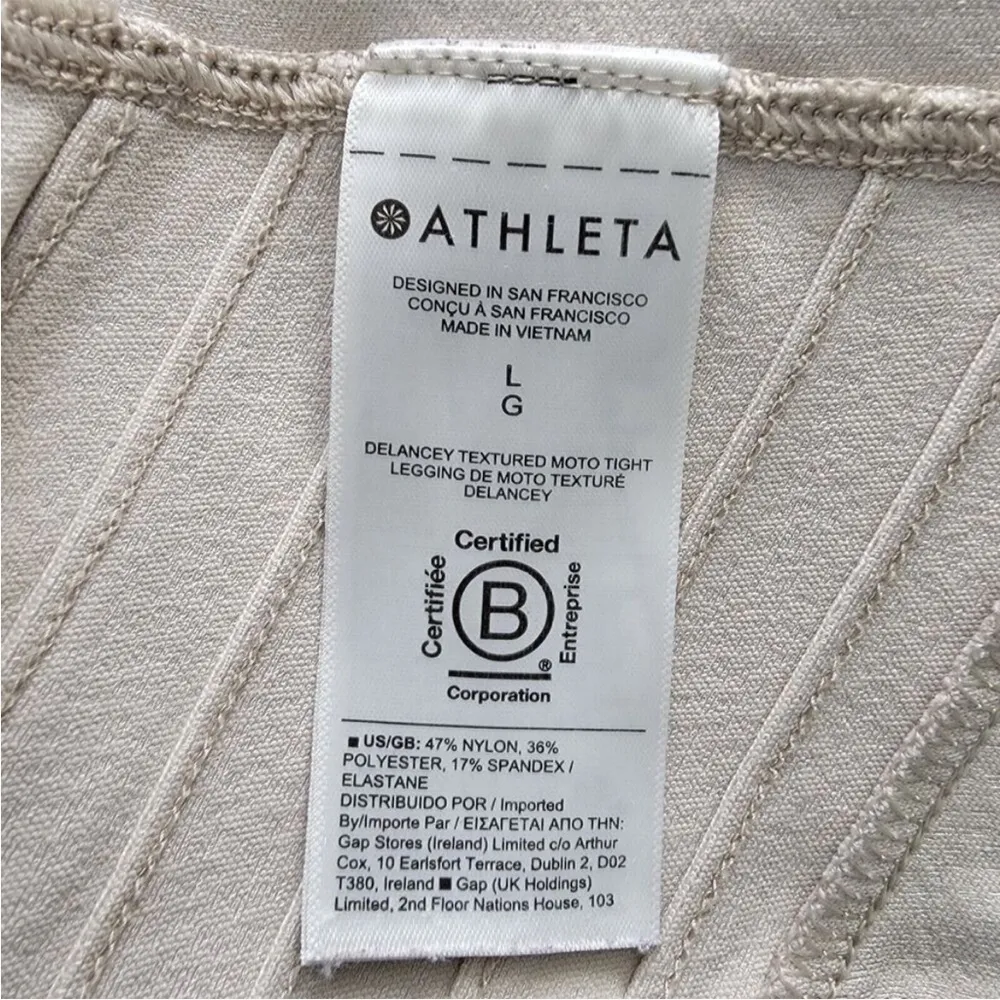 ATHLETA
DESIGNED IN SAN FRANCISCO
CONÇU À SAN FRANCISCO
MADE IN VIETNAM
L
G
DELANCEY TEXTURED MOTO TIGHT
LEGGING DE MOTO TEXTURÉ
DELANCEY
Certified
Certifiée
B
Entreprise
®
Corporation
■ US/GB: 47% NYLON, 36%
POLYESTER, 17% SPANDEX /
ELASTANE
DISTRIBUIDO POR / Imported
By/Importe Par / ΕΙΣΑΓΕΤΑΙ ΑΠΟ ΤΗΝ:
Gap Stores (Ireland) Limited c/o Arthur
Cox, 10 Earlsfort Terrace, Dublin 2, D02
T380, Ireland ■ Gap (UK Holdings)
Limited, 2nd Floor Nations House, 103